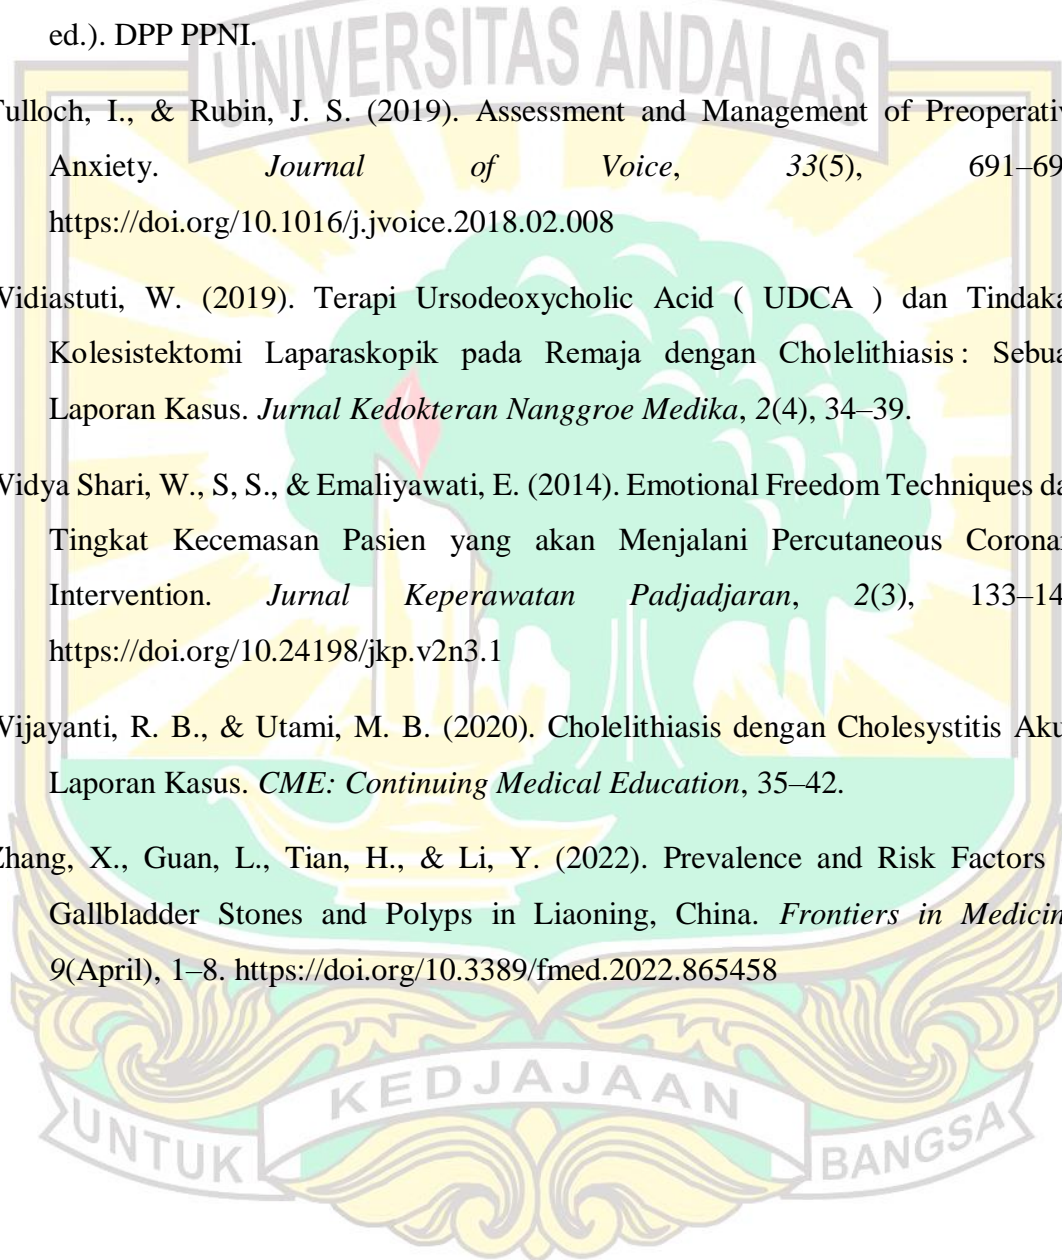 UNIVERSITAS ANDALAS
ed.). DPP PPNI.
Tulloch, I., & Rubin, J. S. (2019). Assessment and Management of Preoperativ
Anxiety. Journal of Voice, 33(5), 691–69
https://doi.org/10.1016/j.jvoice.2018.02.008
Widiastuti, W. (2019). Terapi Ursodeoxycholic Acid ( UDCA ) dan Tindaka
Kolesistektomi Laparaskopik pada Remaja dengan Cholelithiasis : Sebua
Laporan Kasus. Jurnal Kedokteran Nanggroe Medika, 2(4), 34–39.
Widya Shari, W., S, S., & Emaliyawati, E. (2014). Emotional Freedom Techniques da
Tingkat Kecemasan Pasien yang akan Menjalani Percutaneous Corona
Intervention. Jurnal Keperawatan Padjadjaran, 2(3), 133–14
https://doi.org/10.24198/jkp.v2n3.1
Wijayanti, R. B., & Utami, M. B. (2020). Cholelithiasis dengan Cholesystitis Aku
Laporan Kasus. CME: Continuing Medical Education, 35–42.
Zhang, X., Guan, L., Tian, H., & Li, Y. (2022). Prevalence and Risk Factors
Gallbladder Stones and Polyps in Liaoning, China. Frontiers in Medicin
9(April), 1–8. https://doi.org/10.3389/fmed.2022.865458
UNTUK KEDJAJAAN BANGSA